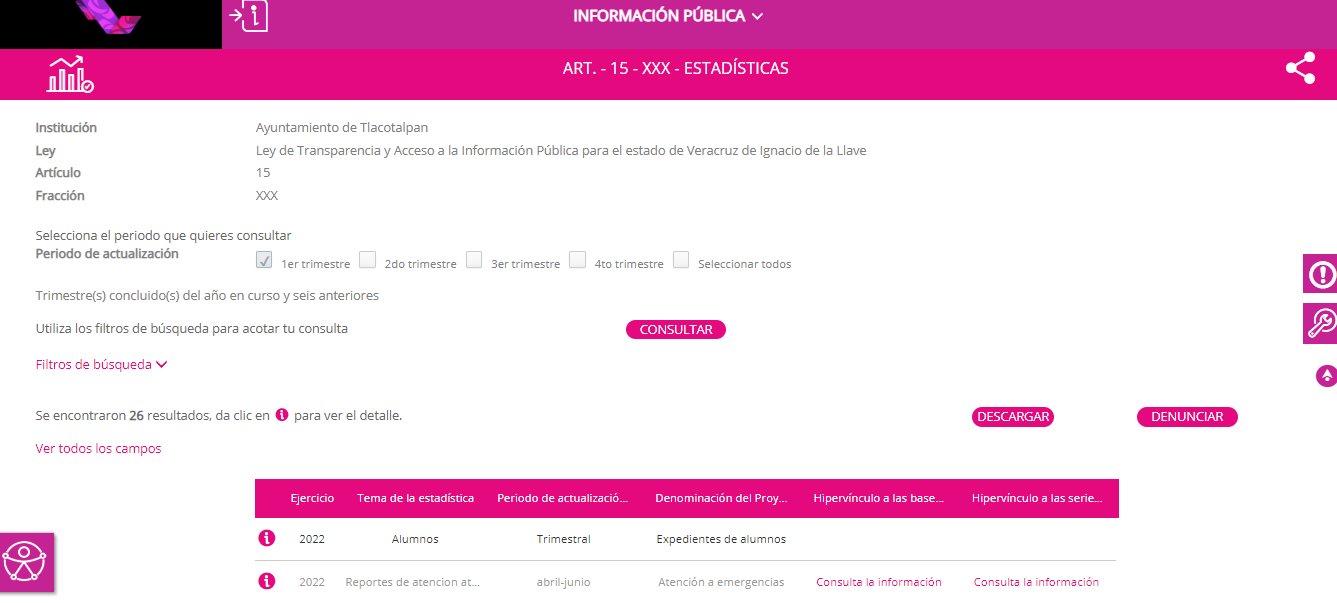 INFORMACIÓN PÚBLICA
ART. - 15 - XXX - ESTADÍSTICAS
Institución Ayuntamiento de Tlacotalpan
Ley Ley de Transparencia y Acceso a la Información Pública para el estado de Veracruz de Ignacio de la Llave
Artículo 15
Fracción XXX
Selecciona el periodo que quieres consultar
Periodo de actualización 1er trimestre 2do trimestre 3er trimestre 4to trimestre Seleccionar todos
Trimestre(s) concluido(s) del año en curso y seis anteriores
Utiliza los filtros de búsqueda para acotar tu consulta CONSULTAR
Filtros de búsqueda
Se encontraron 26 resultados, da clic en i para ver el detalle. DESCARGAR DENUNCIAR
Ver todos los campos
Ejercicio Tema de la estadística Periodo de actualizació... Denominación del Proy... Hipervínculo a las base... Hipervínculo a las serie...
2022 Alumnos Trimestral Expedientes de alumnos
2022 Reportes de atencion at... abril-junio Atención a emergencias Consulta la información Consulta la información